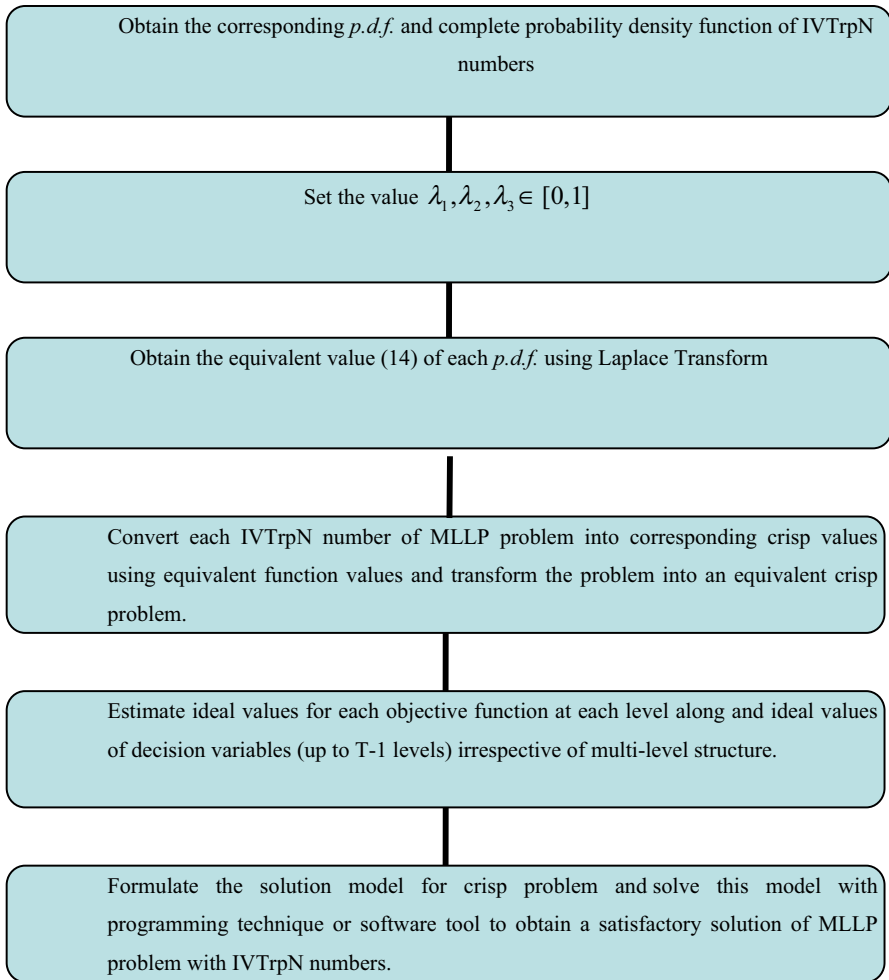 Obtain the corresponding p.d.f. and complete probability density function of IVTrpN
numbers
Set the value λ₁,λ₂,λ₃∈ [0,1]
Obtain the equivalent value (14) of each p.d.f. using Laplace Transform
Convert each IVTrpN number of MLLP problem into corresponding crisp values
using equivalent function values and transform the problem into an equivalent crisp
problem.
Estimate ideal values for each objective function at each level along and ideal values
of decision variables (up to T-1 levels) irrespective of multi-level structure.
Formulate the solution model for crisp problem and solve this model with
programming technique or software tool to obtain a satisfactory solution of MLLP
problem with IVTrpN numbers.